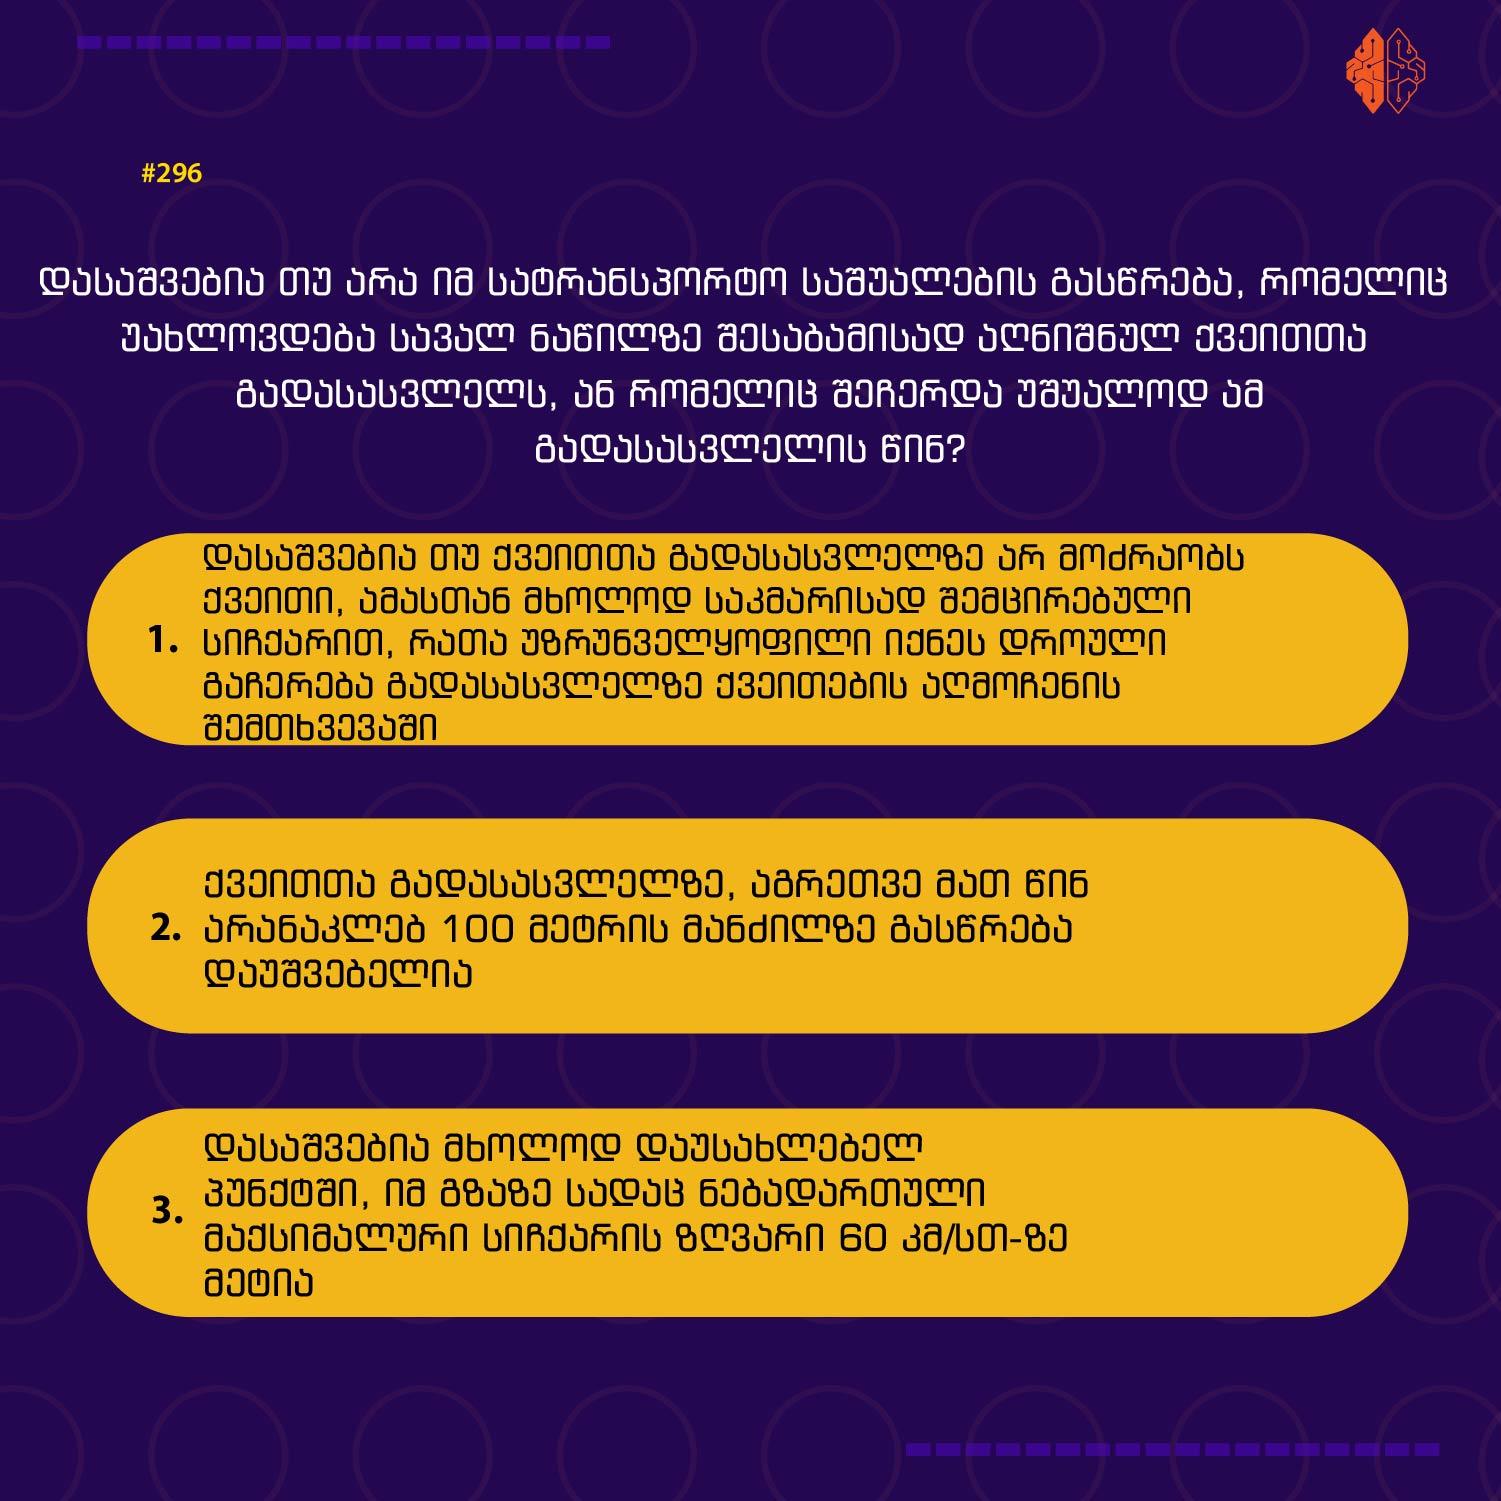 #296
დასაშვებია თუ არა იმ სატრანსპორტო საშუალების გასწრება, რომელიც
უახლოვდება სავალ ნაწილზე შესაბამისად აღნიშნულ ქვეითთა
გადასასვლელს, ან რომელიც შეჩერდა უშუალოდ ამ
გადასასვლელის წინ?
დასაშვებია თუ ქვეითთა გადასასვლელზე არ მოძრაობს
ქვეითი, ამასთან მხოლოდ საკმარისად შემცირებული
1. სიჩქარით, რათა უზრუნველყოფილი იქნეს დროული
გაჩერება გადასასვლელზე ქვეითების აღმოჩენის
შემთხვევაში
ქვეითთა გადასასვლელზე, აგრეთვე მათ წინ
2. არანაკლებ 100 მეტრის მანძილზე გასწრება
დაუშვებელია
დასაშვებია მხოლოდ დაუსახლებელ
3. პუნქტში, იმ გზაზე სადაც ნებადართული
მაქსიმალური სიჩქარის ზღვარი 60 კმ/სთ-ზე
მეტია